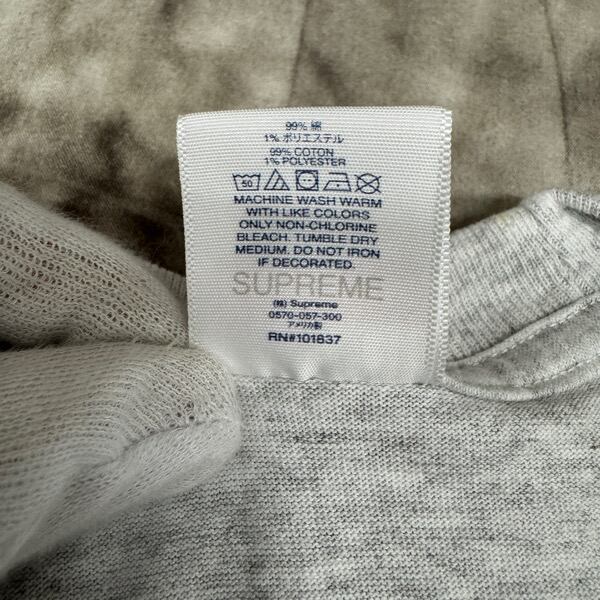 99% 綿
1% ポリエステル
99% COTON
1% POLYESTER
50
MACHINE WASH WARM
WITH LIKE COLORS
ONLY NON-CHLORINE
BLEACH. TUMBLE DRY
MEDIUM. DO NOT IRON
IF DECORATED.
SUPREME
(株) Supreme
0570-057-300
アメリカ製
RN#101837